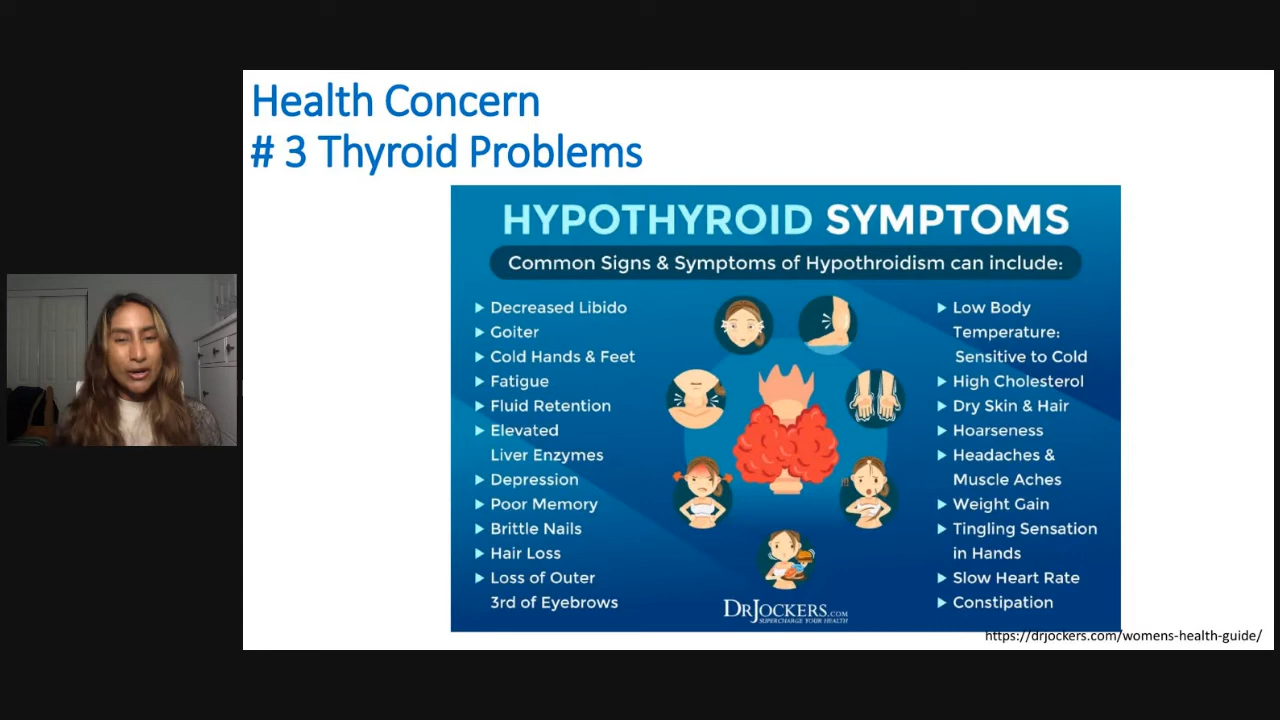 Health Concern
# 3 Thyroid Problems
HYPOTHYROID SYMPTOMS
Common Signs & Symptoms of Hypothroidism can include:
Decreased Libido
Goiter
Cold Hands & Feet
Fatigue
Fluid Retention
Elevated
Liver Enzymes
Depression
Poor Memory
Brittle Nails
Hair Loss
Loss of Outer
3rd of Eyebrows
Low Body
Temperature:
Sensitive to Cold
High Cholesterol
Dry Skin & Hair
Hoarseness
Headaches &
Muscle Aches
Weight Gain
Tingling Sensation
in Hands
Slow Heart Rate
Constipation
DRJOCKERS.COM
SUPERCHARGE YOUR HEALTH
https://drjockers.com/womens-health-guide/